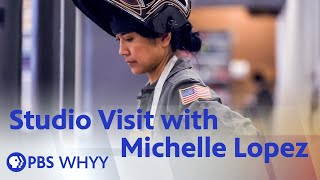 Studio Visit with
Michelle Lopez
PBS WHYY